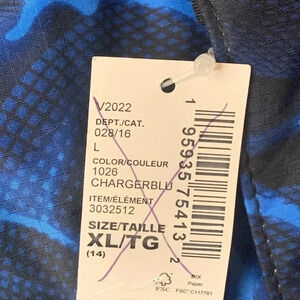 V2022
DEPT./CAT.
028/16
L
COLOR/COULEUR
1026
CHARGERBLU
ITEM/ÉLÉMENT
3032512
SIZE/TAILLE
XL/TG
(14)
1 95935 75413 2
FSC
MIX
Paper
FSC® C117781